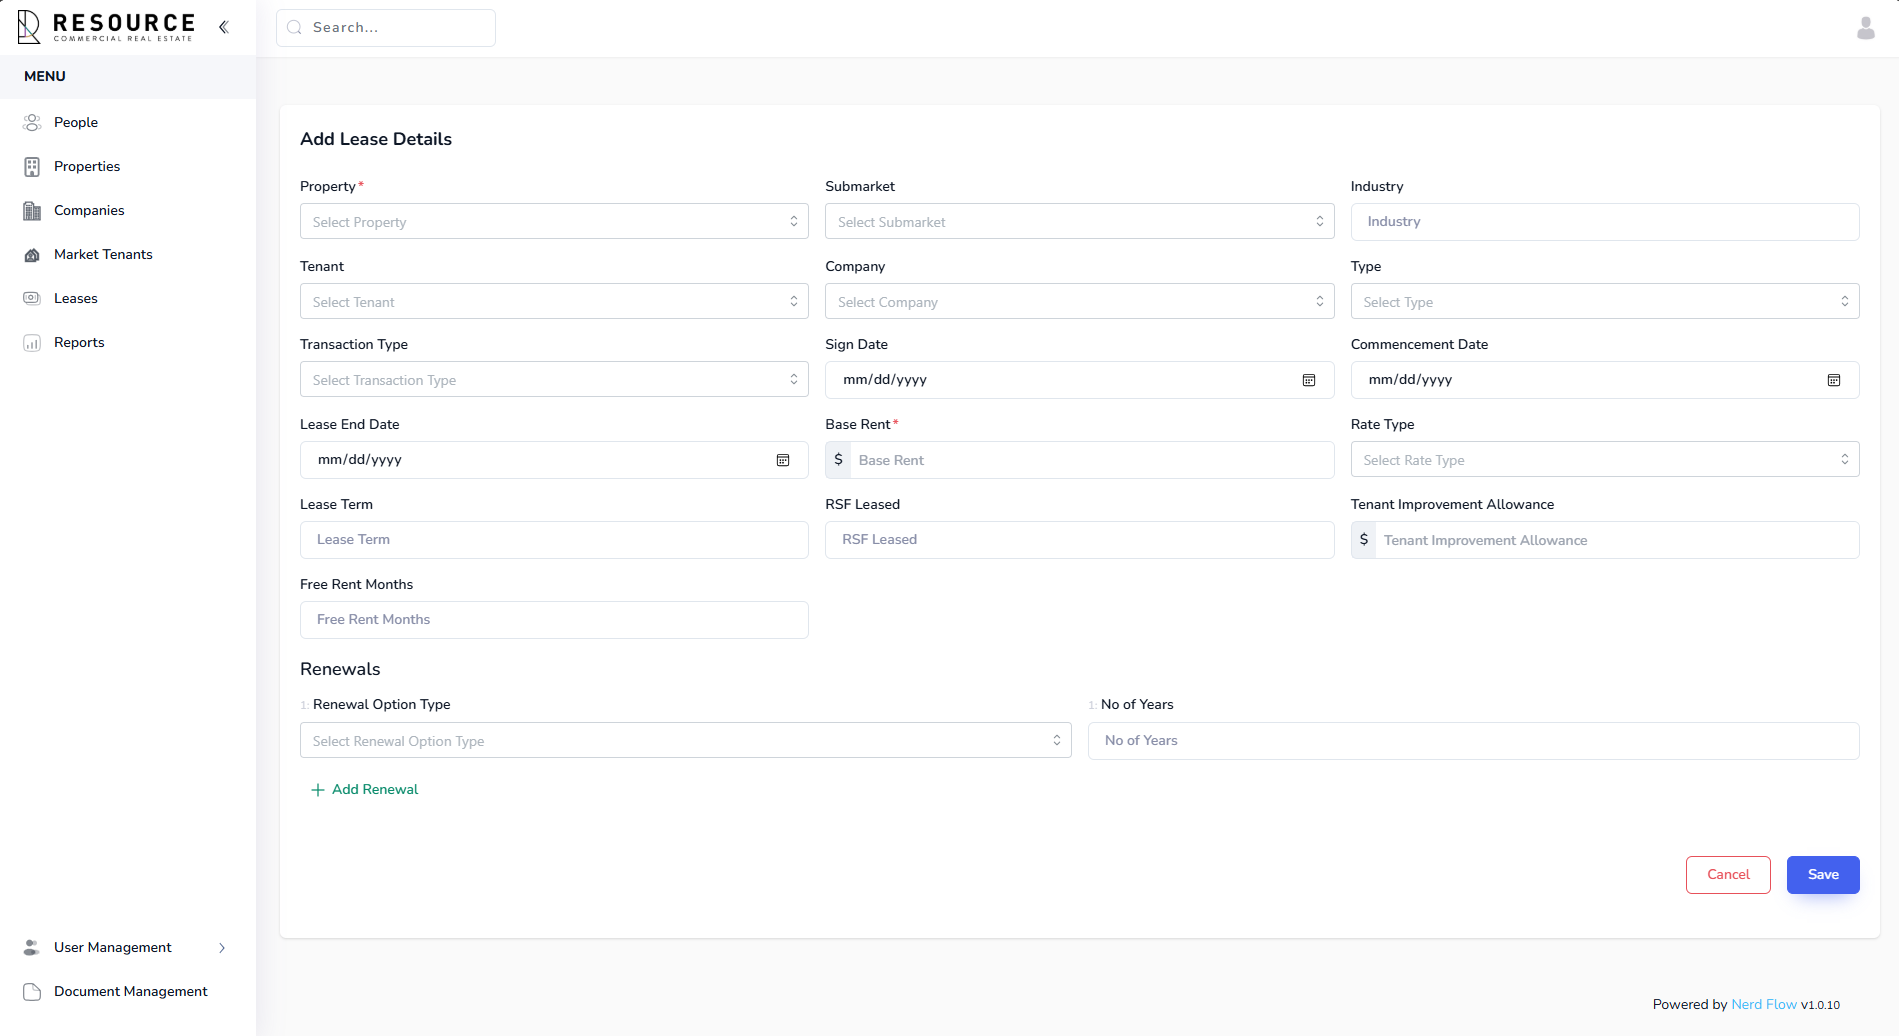 RESOURCE
COMMERCIAL REAL ESTATE
Search...
MENU
People
Properties
Companies
Market Tenants
Leases
Reports
User Management
Document Management
Add Lease Details
Property* Submarket Industry
Select Property Select Submarket Industry
Tenant Company Type
Select Tenant Select Company Select Type
Transaction Type Sign Date Commencement Date
Select Transaction Type mm/dd/yyyy mm/dd/yyyy
Lease End Date Base Rent* Rate Type
mm/dd/yyyy $ Base Rent Select Rate Type
Lease Term RSF Leased Tenant Improvement Allowance
Lease Term RSF Leased $ Tenant Improvement Allowance
Free Rent Months
Free Rent Months
Renewals
1: Renewal Option Type 1: No of Years
Select Renewal Option Type No of Years
+ Add Renewal
Cancel Save
Powered by Nerd Flow v1.0.10